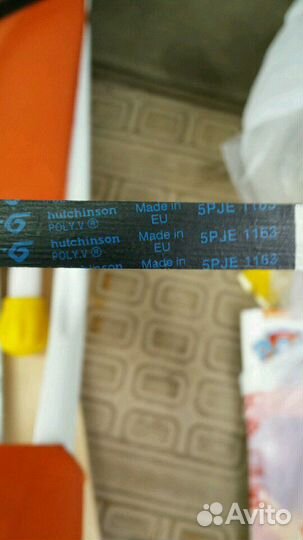 hutchinson Made in 5PJE 1163
POLY.V ® EU
hutchinson Made in 5PJE 1163
POLY.V ® EU
Made in 5PJE 1163
Avito